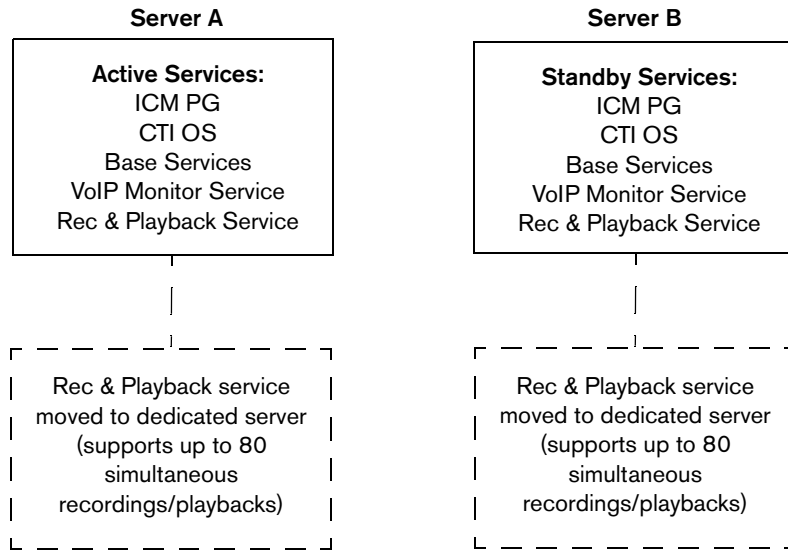 Server A
Active Services:
ICM PG
CTI OS
Base Services
VoIP Monitor Service
Rec & Playback Service
Rec & Playback service
moved to dedicated server
(supports up to 80
simultaneous
recordings/playbacks)
Server B
Standby Services:
ICM PG
CTI OS
Base Services
VoIP Monitor Service
Rec & Playback Service
Rec & Playback service
moved to dedicated server
(supports up to 80
simultaneous
recordings/playbacks)